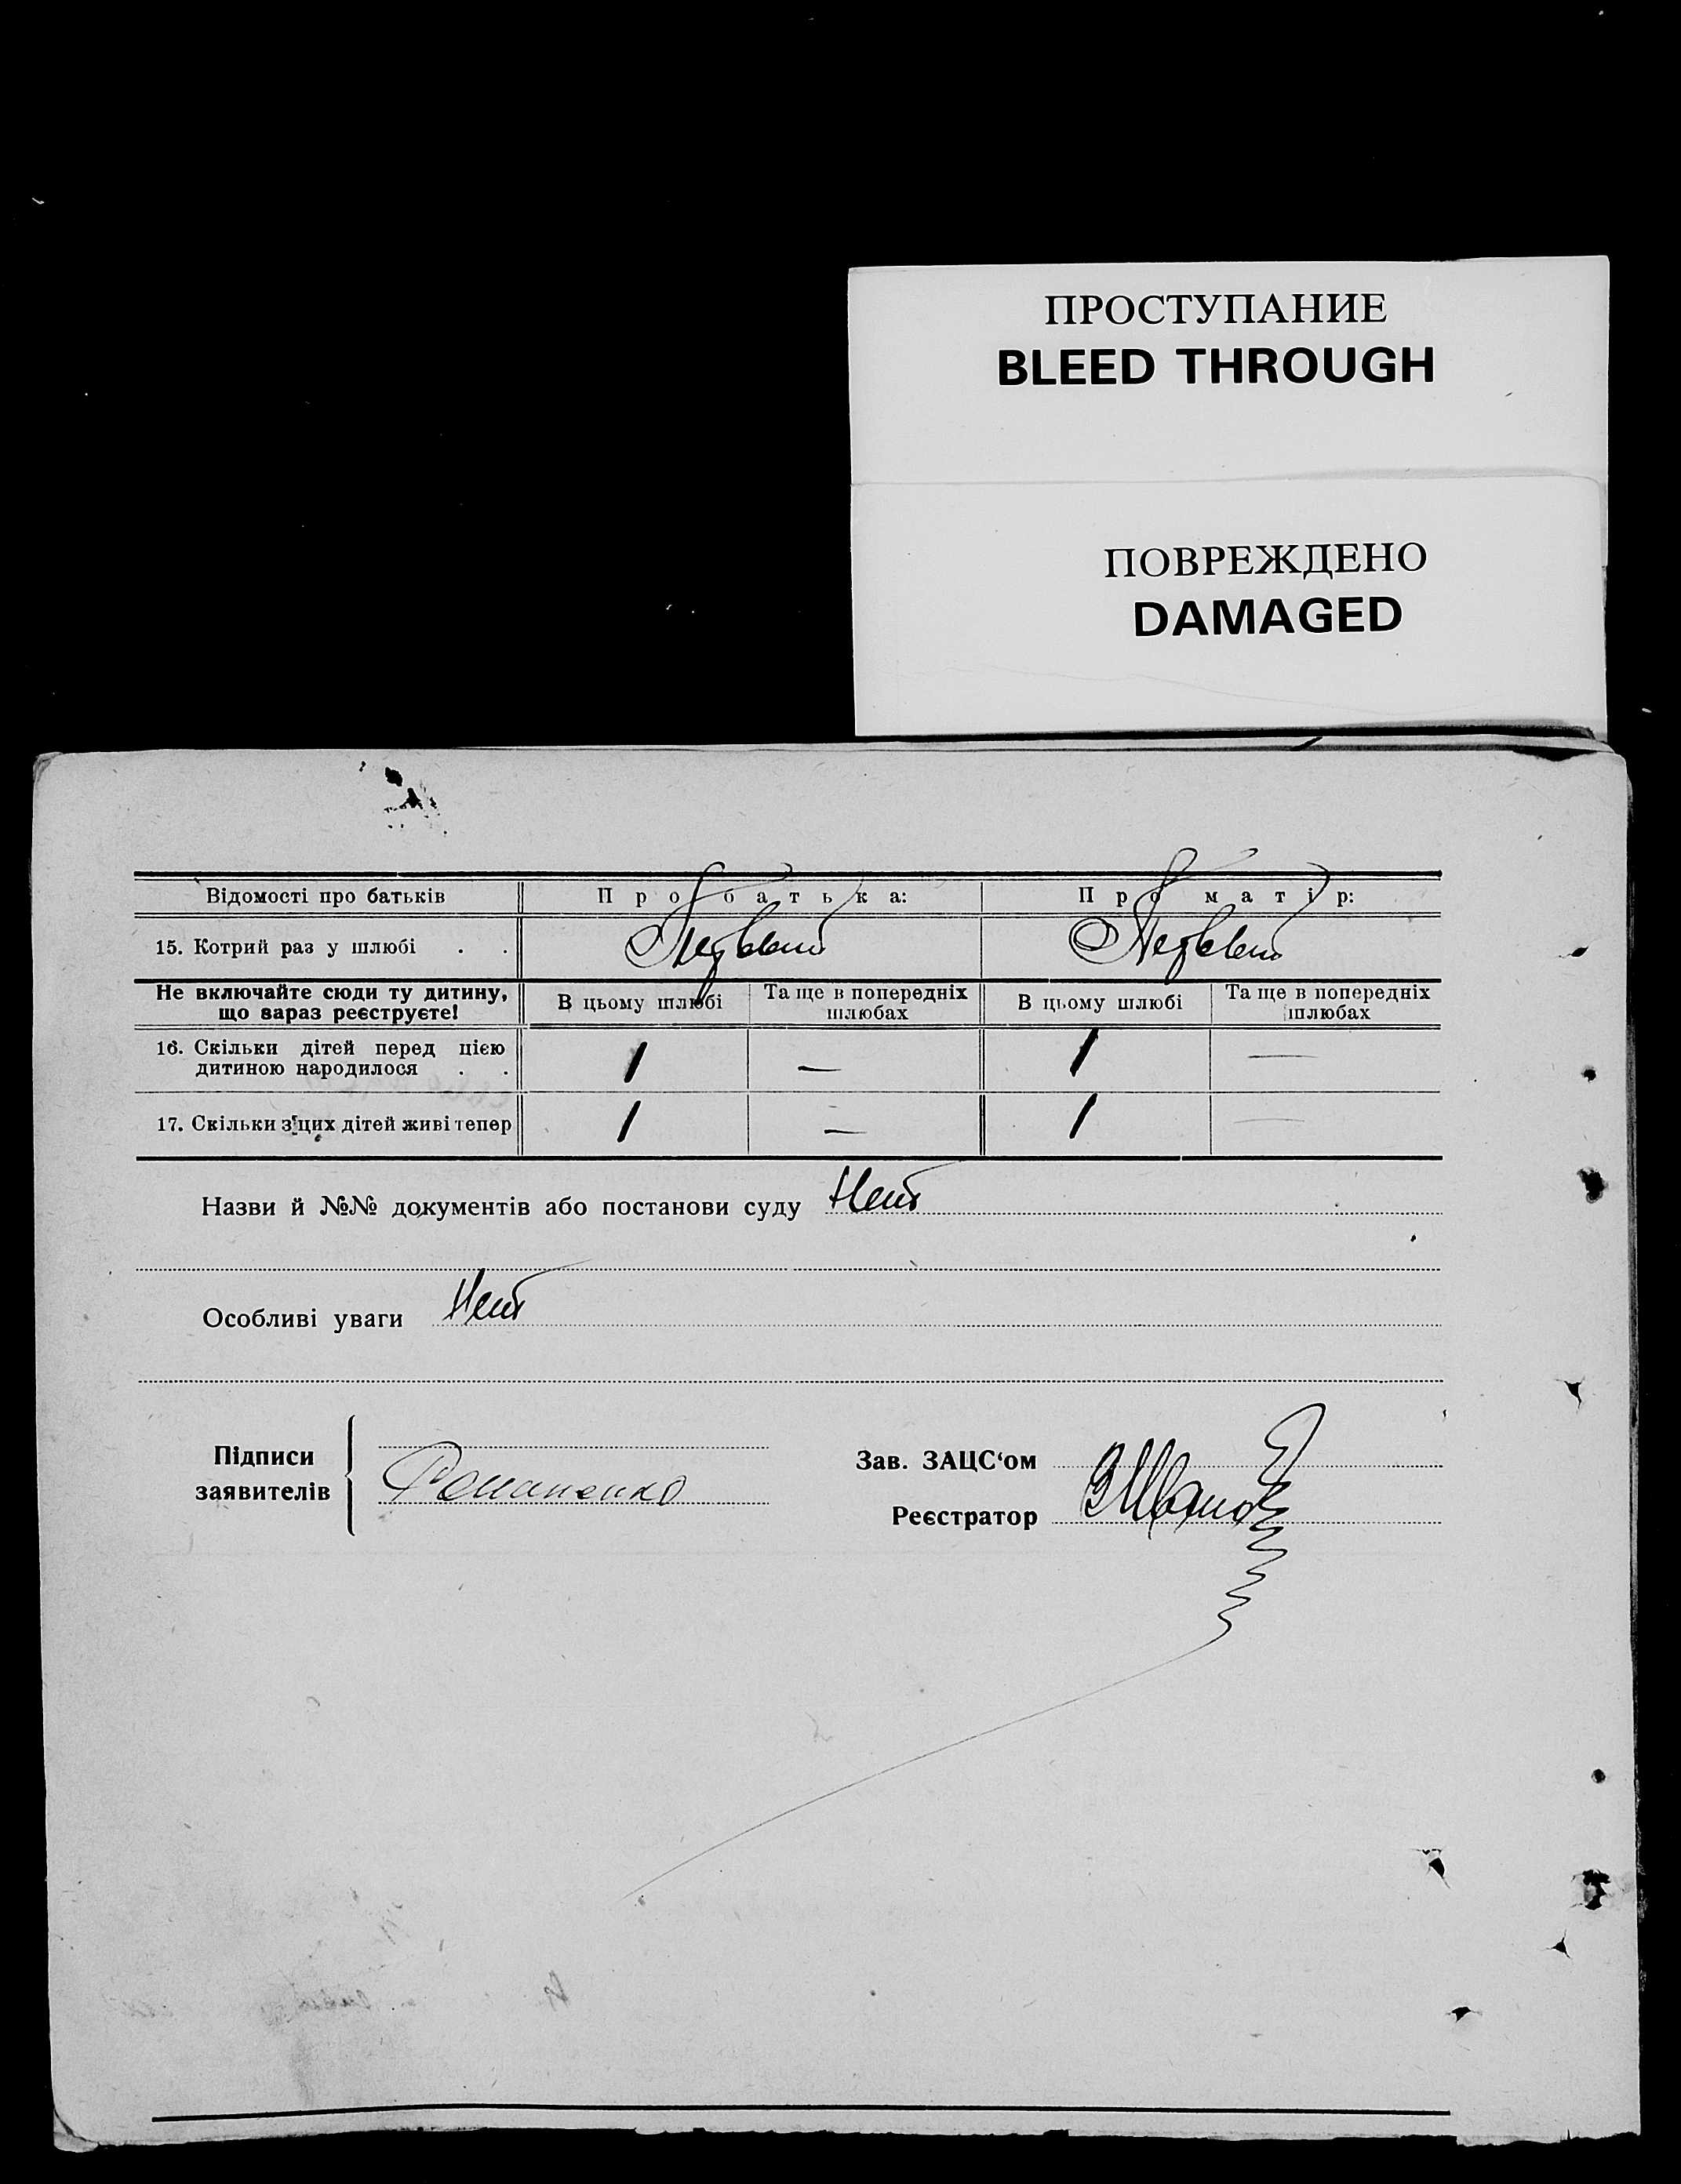 ПРОСТУПАНИЕ
BLEED THROUGH
ПОВРЕЖДЕНО
DAMAGED
Відомості про батьків Про батька: Про матір:
15. Котрий раз у шлюбі . . Первый Первый
Не включайте сюди ту дитину, що зараз реєструєте! В цьому шлюбі Та ще в попередніх шлюбах В цьому шлюбі Та ще в попередніх шлюбах
16. Скільки дітей перед цією дитиною народилося . . 1 — 1 —
17. Скільки з цих дітей живі тепер 1 — 1 —
Назви й №№ документів або постанови суду Нет
Особливі уваги Нет
Підписи заявителів Романенко
Зав. ЗАЦС‘ом
Реєстратор